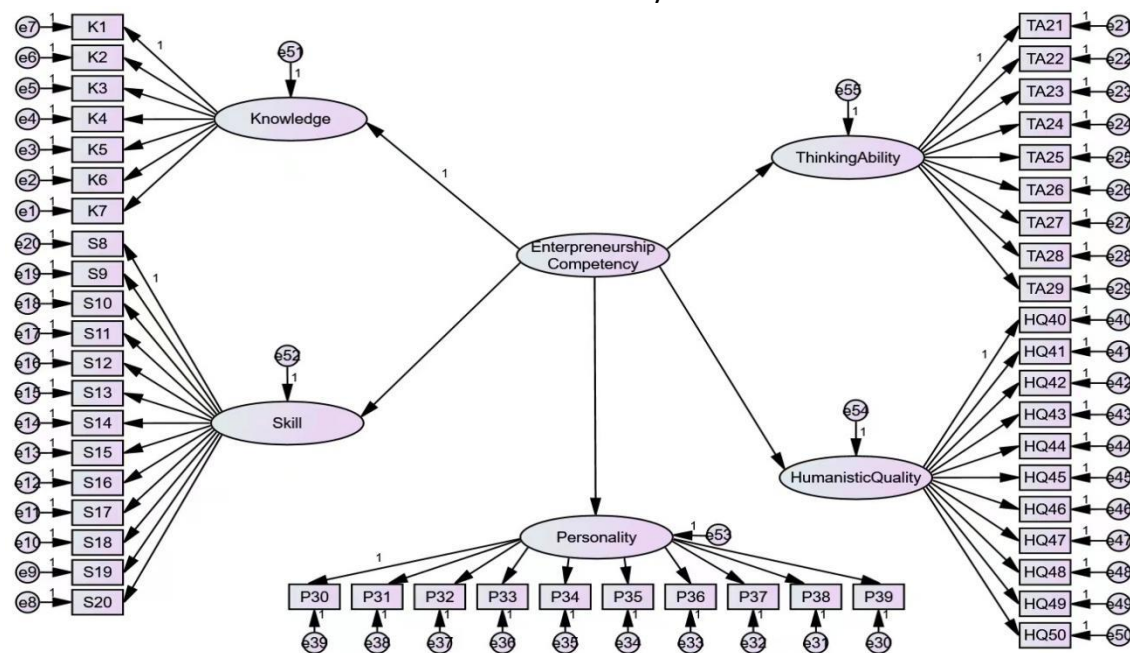 e7 1 K1
e6 1 K2
e5 1 K3
e4 1 K4
e3 1 K5
e2 1 K6
e1 1 K7
1
e51
1
Knowledge
1
e20 1 S8
e19 1 S9
e18 1 S10
e17 1 S11
e16 1 S12
e15 1 S13
e14 1 S14
e13 1 S15
e12 1 S16
e11 1 S17
e10 1 S18
e9 1 S19
e8 1 S20
1
e52
1
Skill
Enterpreneurship
Competency
e55
1
ThinkingAbility
1
TA21 1 e21
TA22 1 e22
TA23 1 e23
TA24 1 e24
TA25 1 e25
TA26 1 e26
TA27 1 e27
TA28 1 e28
TA29 1 e29
e54
1
HumanisticQuality
1
HQ40 1 e40
HQ41 1 e41
HQ42 1 e42
HQ43 1 e43
HQ44 1 e44
HQ45 1 e45
HQ46 1 e46
HQ47 1 e47
HQ48 1 e48
HQ49 1 e49
HQ50 1 e50
Personality 1 e53
1
P30 P31 P32 P33 P34 P35 P36 P37 P38 P39
1 1 1 1 1 1 1 1 1 1
e39 e38 e37 e36 e35 e34 e33 e32 e31 e30